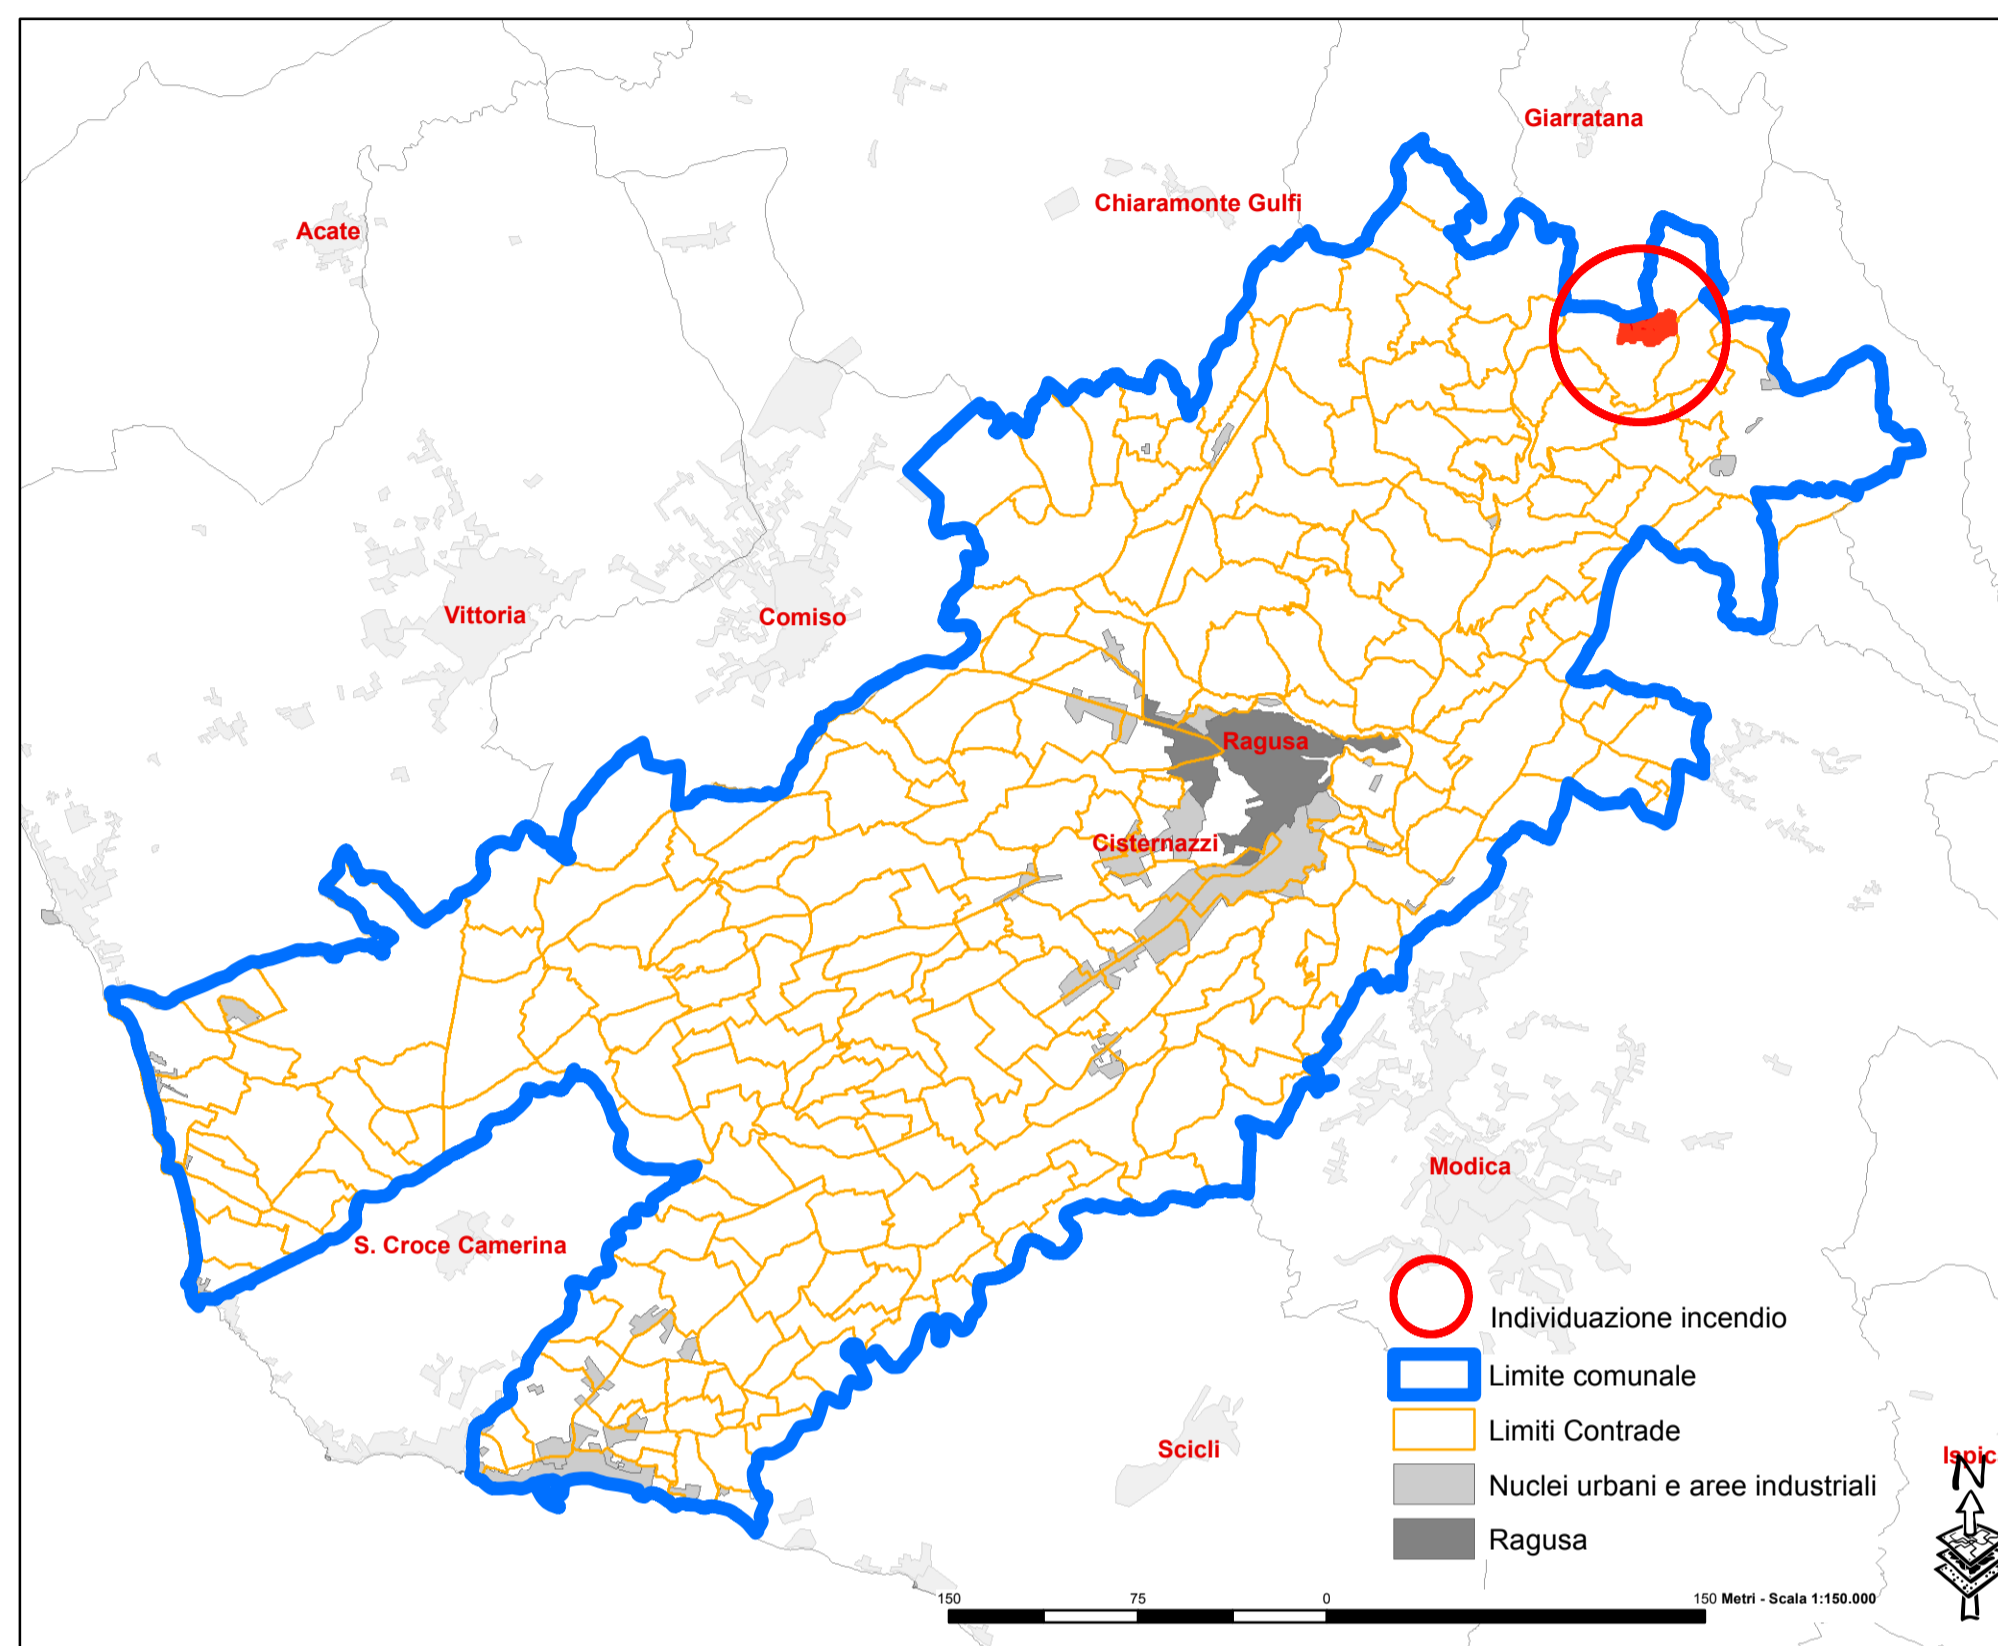 Giarratana
Chiaramonte Gulfi
Acate
Vittoria
Comiso
Ragusa
Cisternazzi
Modica
S. Croce Camerina
Scicli
Ispic
N
Individuazione incendio
Limite comunale
Limiti Contrade
Nuclei urbani e aree industriali
Ragusa
150 75 0 150 Metri - Scala 1:150.000